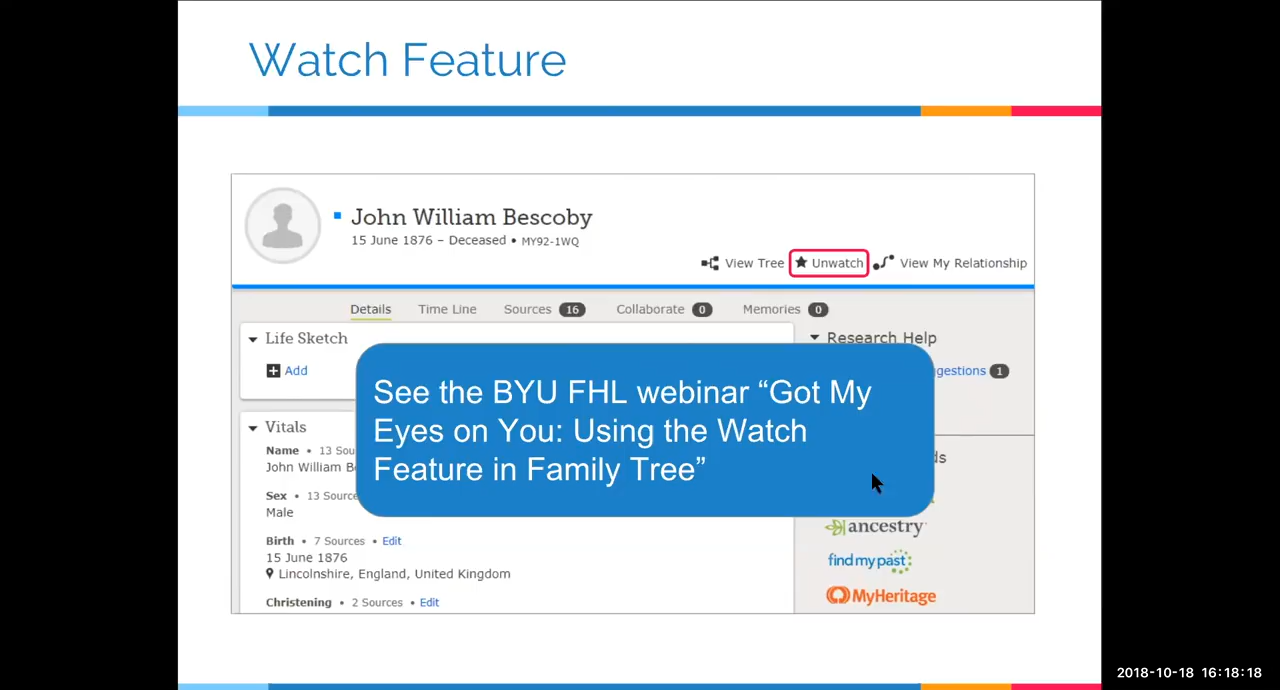 Watch Feature
John William Bescoby
15 June 1876 – Deceased • MY92-1WQ
View Tree ★ Unwatch View My Relationship
Details Time Line Sources 16 Collaborate 0 Memories 0
Life Sketch
Research Help
Add
1
See the BYU FHL webinar “Got My
Eyes on You: Using the Watch
Feature in Family Tree”
Vitals
Name • 13
John William
Sex • 13
Male
ancestry
Birth • 7 Sources • Edit
15 June 1876
findmypast
Lincolnshire, England, United Kingdom
MyHeritage
Christening • 2 Sources • Edit
2018-10-18 16:18:18